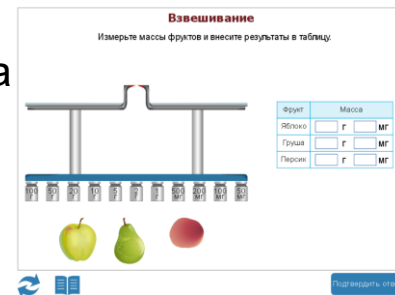 Взвешивание
Измерьте массы фруктов и внесите результаты в таблицу.
а
Фрукт Масса
Яблоко г мг
Груша г мг
Персик г мг
100 г 50 г 20 г 10 г 5 г 2 г 1 г 500 мг 200 мг 100 мг 50 мг
Подтвердить отв